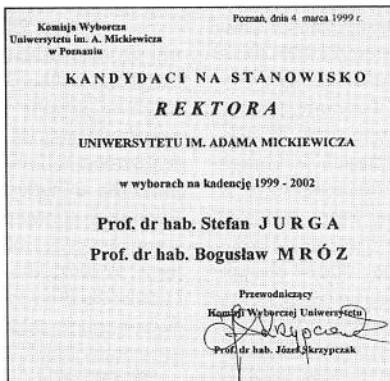 Komisja Wyborcza
Uniwersytetu im. A. Mickiewicza
w Poznaniu
Poznań, dnia 4 marca 1999 r.
KANDYDACI NA STANOWISKO
REKTORA
UNIWERSYTETU IM. ADAMA MICKIEWICZA
w wyborach na kadencję 1999 - 2002
Prof. dr hab. Stefan JURGA
Prof. dr hab. Bogusław MRÓZ
Przewodniczący
Komisji Wyborczej Uniwersytetu
Skrzypczak
Prof. dr hab. Józef Skrzypczak